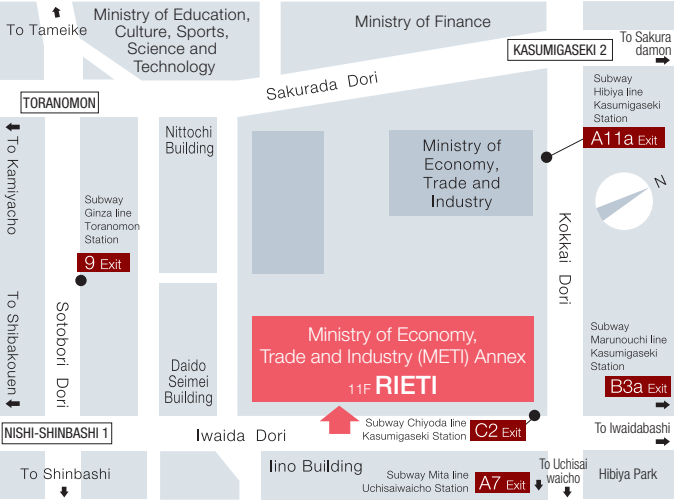 To Tameike
Ministry of Education,
Culture, Sports,
Science and
Technology
Ministry of Finance
KASUMIGASEKI 2
To Sakura
damon
TORANOMON
Sakurada Dori
Subway
Hibiya line
Kasumigaseki
Station
A11a Exit
To Kamiyacho
Nittochi
Building
Ministry of
Economy,
Trade and
Industry
N
Subway
Ginza line
Toranomon
Station
9 Exit
Kokkai Dori
To Shibakouen
Sotobori Dori
Daido
Seimei
Building
Ministry of Economy,
Trade and Industry (METI) Annex
11F RIETI
Subway
Marunouchi line
Kasumigaseki
Station
B3a Exit
NISHI-SHINBASHI 1
Iwaida Dori
Subway Chiyoda line
Kasumigaseki Station
C2 Exit
To Iwaidabashi
To Shinbashi
Iino Building
Subway Mita line
Uchisaiwaicho Station
A7 Exit
To Uchisai
waicho
Hibiya Park